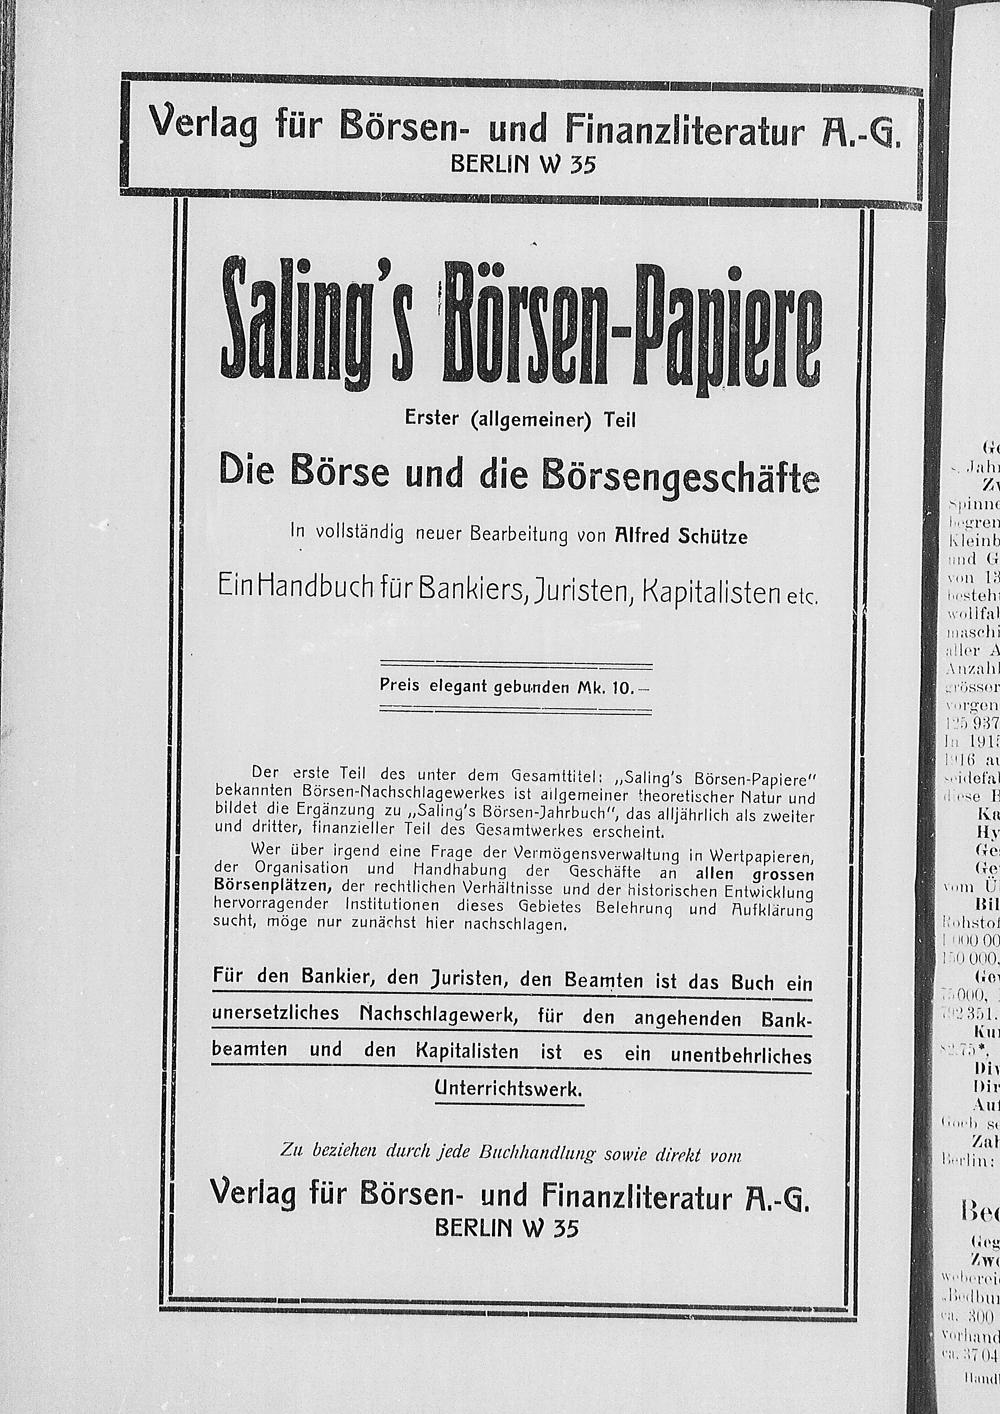 Verlag für Börsen- und Finanzliteratur A.-G.
BERLIN W 35
Saling's Börsen-Papiere
Erster (allgemeiner) Teil
Die Börse und die Börsengeschäfte
In vollständig neuer Bearbeitung von Alfred Schütze
Ein Handbuch für Bankiers, Juristen, Kapitalisten etc.
Preis elegant gebunden Mk. 10.—
Der erste Teil des unter dem Gesamttitel: „Saling's Börsen-Papiere"
bekannten Börsen-Nachschlagewerkes ist allgemeiner theoretischer Natur und
bildet die Ergänzung zu „Saling's Börsen-Jahrbuch", das alljährlich als zweiter
und dritter, finanzieller Teil des Gesamtwerkes erscheint.
Wer über irgend eine Frage der Vermögensverwaltung in Wertpapieren,
der Organisation und Handhabung der Geschäfte an allen grossen
Börsenplätzen, der rechtlichen Verhältnisse und der historischen Entwicklung
hervorragender Institutionen dieses Gebietes Belehrung und Aufklärung
sucht, möge nur zunächst hier nachschlagen.
Für den Bankier, den Juristen, den Beamten ist das Buch ein
unersetzliches Nachschlagewerk, für den angehenden Bank-
beamten und den Kapitalisten ist es ein unentbehrliches
Unterrichtswerk.
Zu beziehen durch jede Buchhandlung sowie direkt vom
Verlag für Börsen- und Finanzliteratur A.-G.
BERLIN W 35